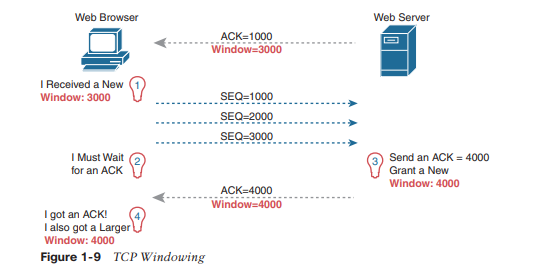 Web Browser
Web Server
ACK=1000
Window=3000
I Received a New
Window: 3000
1
SEQ=1000
SEQ=2000
SEQ=3000
I Must Wait
for an ACK
2
3
Send an ACK = 4000
Grant a New
Window: 4000
ACK=4000
Window=4000
I got an ACK!
I also got a Larger
Window: 4000
4
Figure 1-9 TCP Windowing